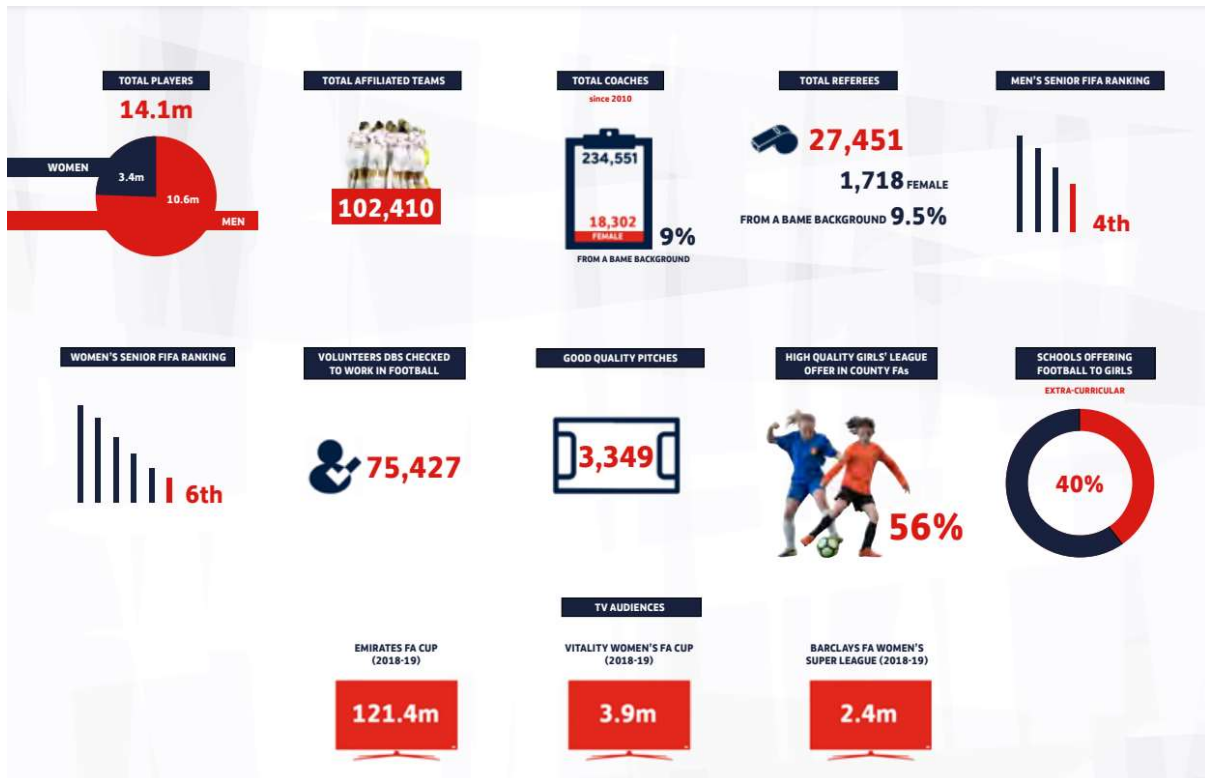 TOTAL PLAYERS
14.1m
WOMEN
3.4m
10.6m
MEN
TOTAL AFFILIATED TEAMS
102,410
TOTAL COACHES
since 2010
234,551
18,302
FEMALE
9%
FROM A BAME BACKGROUND
TOTAL REFEREES
27,451
1,718 FEMALE
FROM A BAME BACKGROUND 9.5%
MEN'S SENIOR FIFA RANKING
4th
WOMEN'S SENIOR FIFA RANKING
6th
VOLUNTEERS DBS CHECKED
TO WORK IN FOOTBALL
75,427
GOOD QUALITY PITCHES
3,349
HIGH QUALITY GIRLS' LEAGUE
OFFER IN COUNTY FAs
56%
SCHOOLS OFFERING
FOOTBALL TO GIRLS
EXTRA-CURRICULAR
40%
TV AUDIENCES
EMIRATES FA CUP
(2018-19)
121.4m
VITALITY WOMEN'S FA CUP
(2018-19)
3.9m
BARCLAYS FA WOMEN'S
SUPER LEAGUE (2018-19)
2.4m